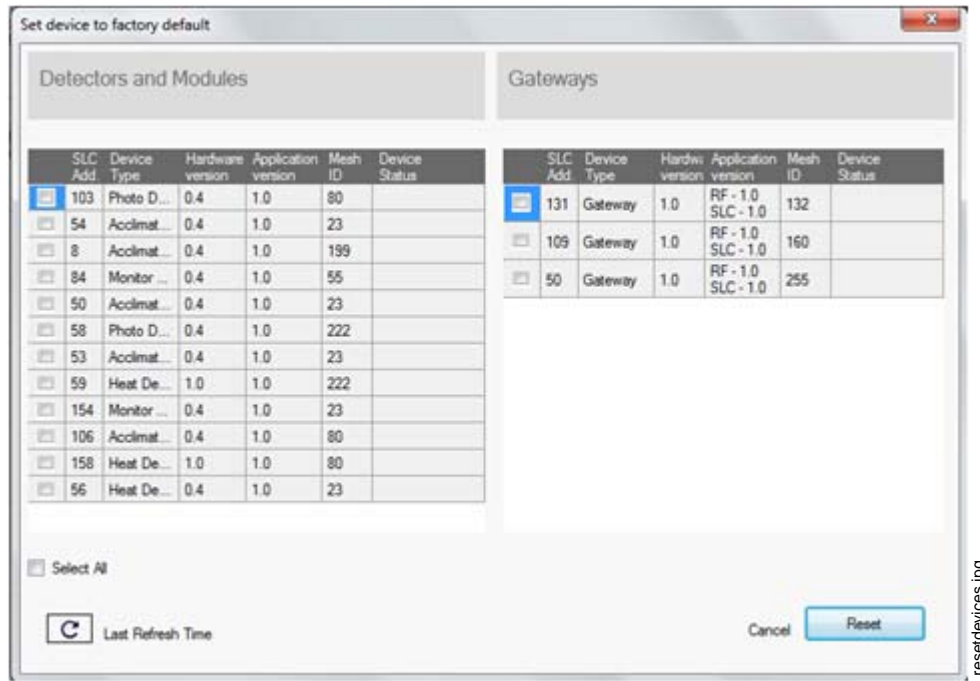 Set device to factory default
Detectors and Modules
SLC Add. Device Type Hardware version Application version Mesh ID Device Status
103 Photo D... 0.4 1.0 80
54 Acclimat... 0.4 1.0 23
8 Acclimat... 0.4 1.0 199
84 Monitor ... 0.4 1.0 55
50 Acclimat... 0.4 1.0 23
58 Photo D... 0.4 1.0 222
53 Acclimat... 0.4 1.0 23
59 Heat De... 1.0 1.0 222
154 Monitor ... 0.4 1.0 23
106 Acclimat... 0.4 1.0 80
158 Heat De... 1.0 1.0 80
56 Heat De... 0.4 1.0 23
Gateways
SLC Add. Device Type Hardwa version Application version Mesh ID Device Status
131 Gateway 1.0 RF - 1.0 SLC - 1.0 132
109 Gateway 1.0 RF - 1.0 SLC - 1.0 160
50 Gateway 1.0 RF - 1.0 SLC - 1.0 255
Select All
Last Refresh Time
Cancel
Reset
resetdevices.jpg